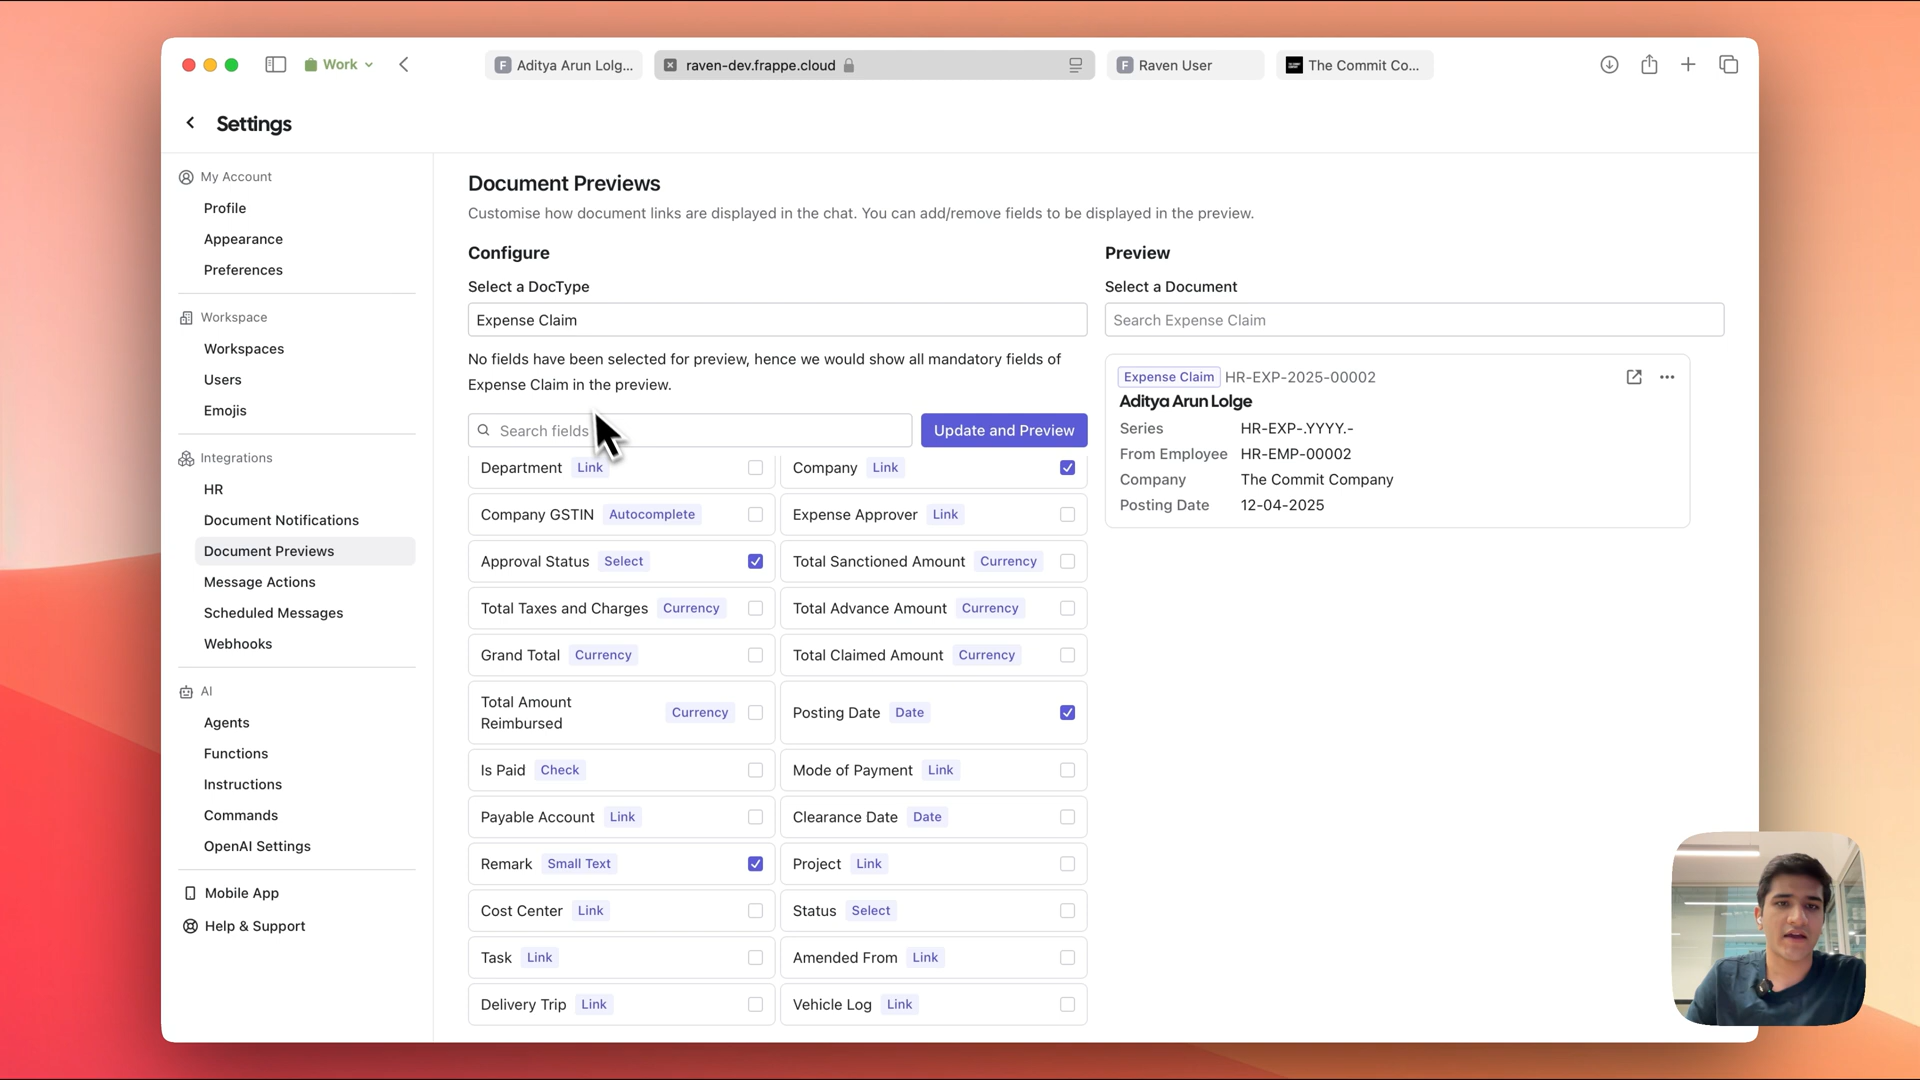 Work
Aditya Arun Lolg...
raven-dev.frappe.cloud
Raven User
The Commit Co...
Settings
My Account
Profile
Appearance
Preferences
Workspace
Workspaces
Users
Emojis
Integrations
HR
Document Notifications
Document Previews
Message Actions
Scheduled Messages
Webhooks
AI
Agents
Functions
Instructions
Commands
OpenAI Settings
Mobile App
Help & Support
Document Previews
Customise how document links are displayed in the chat. You can add/remove fields to be displayed in the preview.
Configure
Select a DocType
Expense Claim
No fields have been selected for preview, hence we would show all mandatory fields of
Expense Claim in the preview.
Search fields
Update and Preview
Department Link
Company Link
Company GSTIN Autocomplete
Expense Approver Link
Approval Status Select
Total Sanctioned Amount Currency
Total Taxes and Charges Currency
Total Advance Amount Currency
Grand Total Currency
Total Claimed Amount Currency
Total Amount
Reimbursed Currency
Posting Date Date
Is Paid Check
Mode of Payment Link
Payable Account Link
Clearance Date Date
Remark Small Text
Project Link
Cost Center Link
Status Select
Task Link
Amended From Link
Delivery Trip Link
Vehicle Log Link
Preview
Select a Document
Search Expense Claim
Expense Claim HR-EXP-2025-00002
Aditya Arun Lolge
Series HR-EXP-.YYYY.-
From Employee HR-EMP-00002
Company The Commit Company
Posting Date 12-04-2025